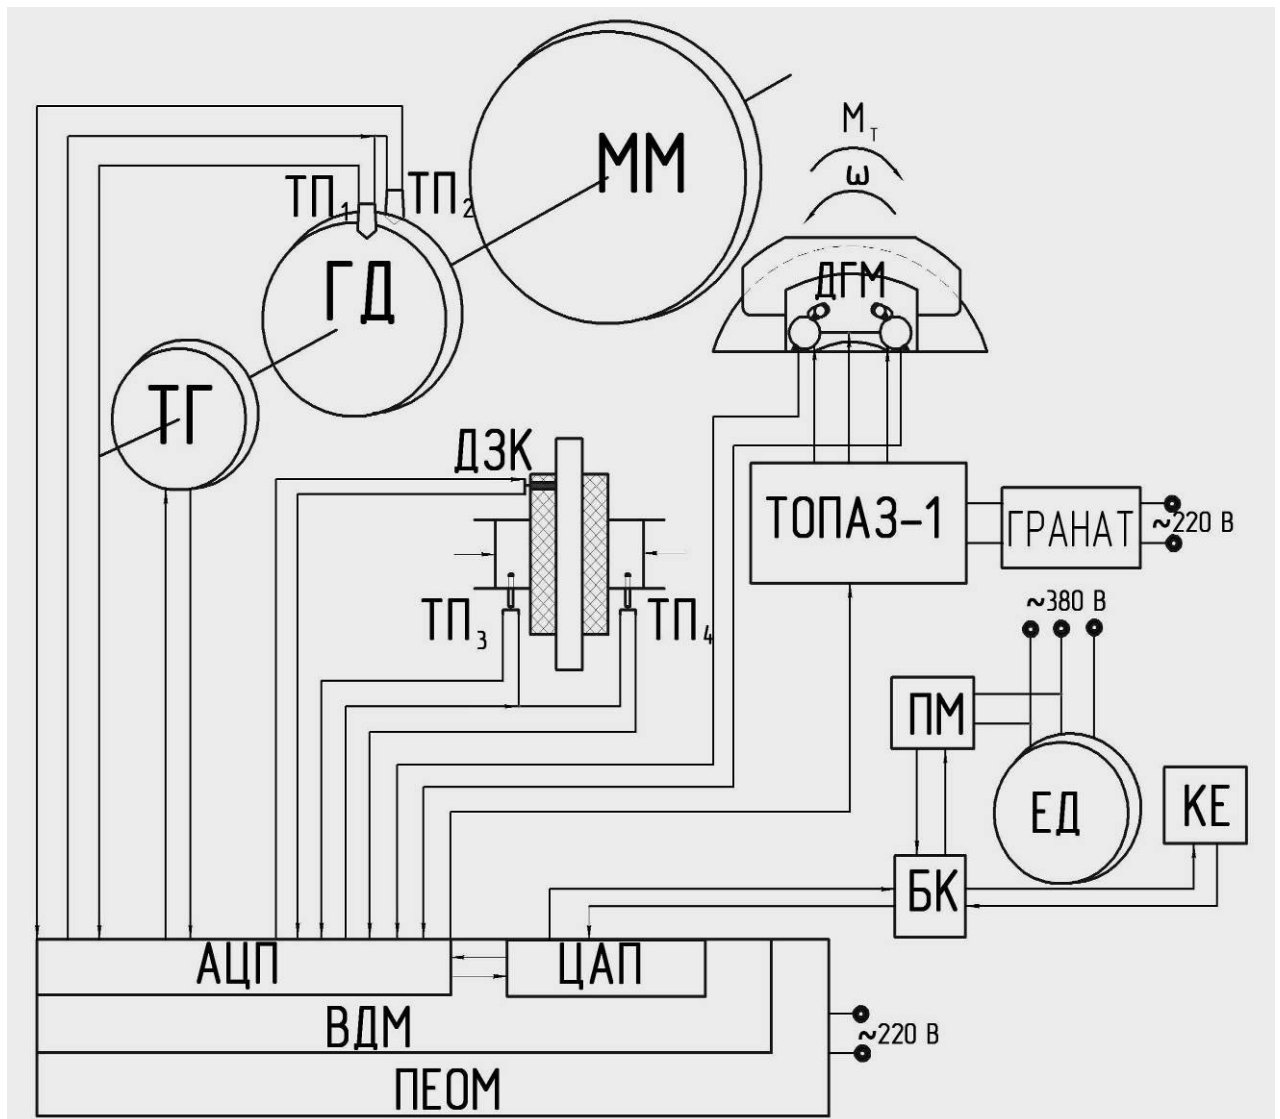 ММ
Mт
ω
ТП1
ТП2
ГД
ДГМ
ТГ
ДЗК
ТОПАЗ-1
ГРАНАТ
~220 В
~380 В
ТП3
ТП4
ПМ
ЕД
КЕ
БК
АЦП
ЦАП
ВДМ
~220 В
ПЕОМ